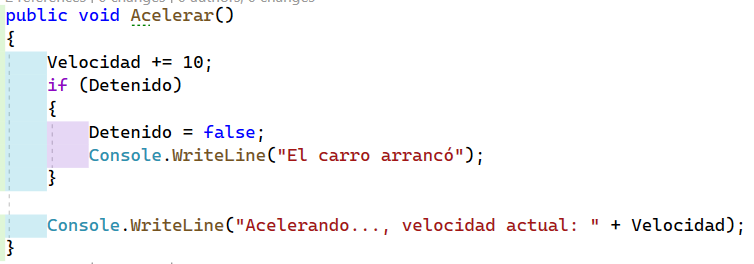 public void Acelerar()
{
    Velocidad += 10;
    if (Detenido)
    {
        Detenido = false;
        Console.WriteLine("El carro arrancó");
    }

    Console.WriteLine("Acelerando..., velocidad actual: " + Velocidad);
}